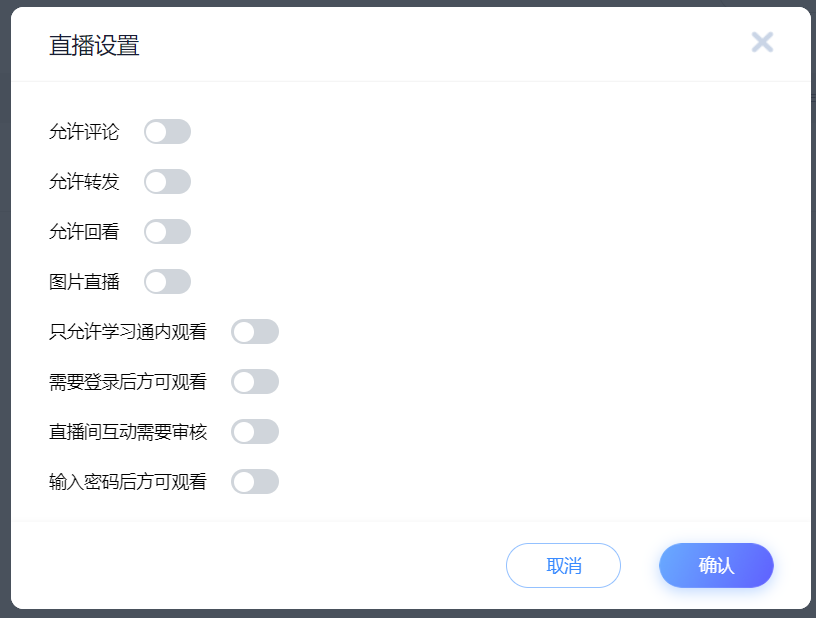 直播设置
允许评论
允许转发
允许回看
图片直播
只允许学习通内观看
需要登录后方可观看
直播间互动需要审核
输入密码后方可观看
取消
确认